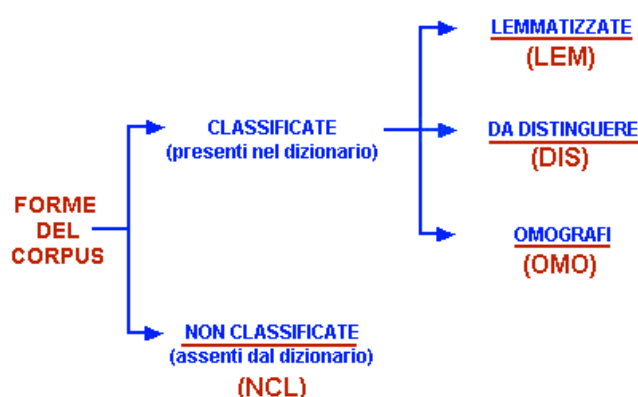 FORME
DEL
CORPUS
CLASSIFICATE
(presenti nel dizionario)
LEMMATIZZATE
(LEM)
DA DISTINGUERE
(DIS)
OMOGRAFI
(OMO)
NON CLASSIFICATE
(assenti dal dizionario)
(NCL)